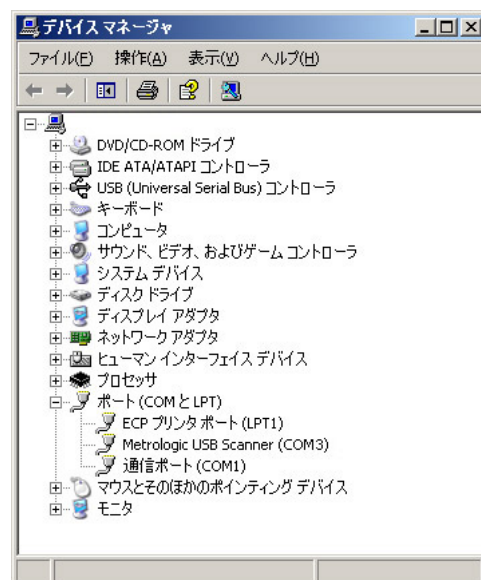 デバイス マネージャ
ファイル(F) 操作(A) 表示(V) ヘルプ(H)
DVD/CD-ROM ドライブ
IDE ATA/ATAPI コントローラ
USB (Universal Serial Bus) コントローラ
キーボード
コンピュータ
サウンド、ビデオ、およびゲーム コントローラ
システム デバイス
ディスク ドライブ
ディスプレイ アダプタ
ネットワーク アダプタ
ヒューマン インターフェイス デバイス
プロセッサ
ポート (COM と LPT)
ECP プリンタ ポート (LPT1)
Metrologic USB Scanner (COM3)
通信ポート (COM1)
マウスとそのほかのポインティング デバイス
モニタ